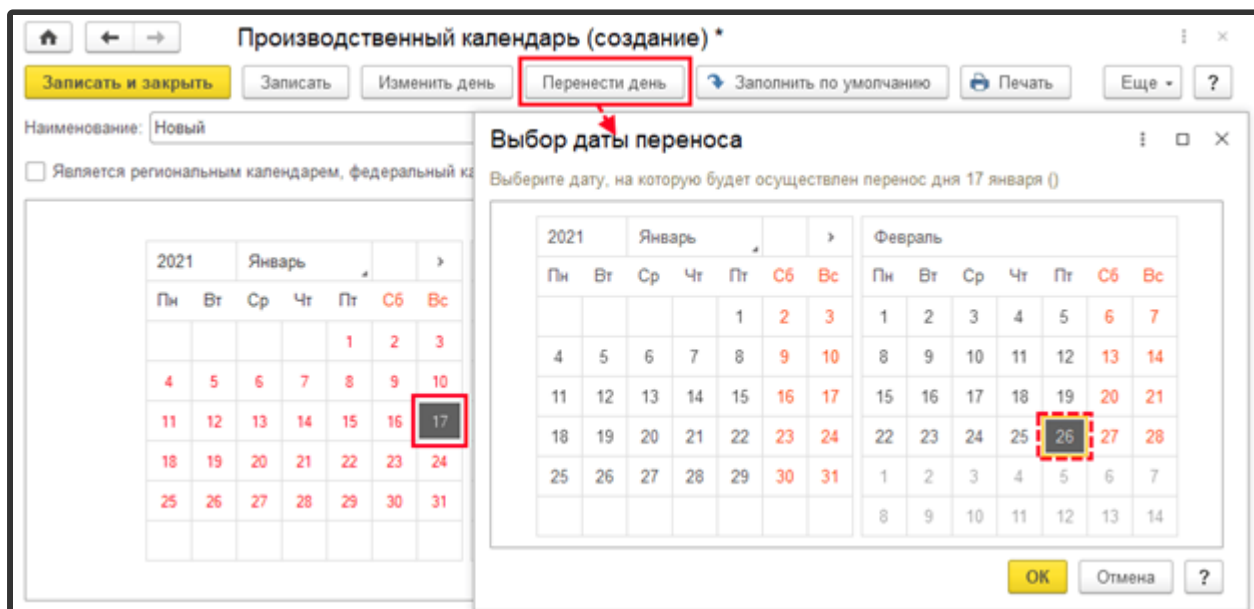 Производственный календарь (создание) *
Записать и закрыть Записать Изменить день Перенести день Заполнить по умолчанию Печать Еще ?
Наименование: Новый
Является региональным календарем, федеральный ка
2021 Январь >
Пн Вт Ср Чт Пт Сб Вс
1 2 3
4 5 6 7 8 9 10
11 12 13 14 15 16 17
18 19 20 21 22 23 24
25 26 27 28 29 30 31
Выбор даты переноса
Выберите дату, на которую будет осуществлен перенос дня 17 января ()
2021 Январь > Февраль
Пн Вт Ср Чт Пт Сб Вс Пн Вт Ср Чт Пт Сб Вс
1 2 3 1 2 3 4 5 6 7
4 5 6 7 8 9 10 8 9 10 11 12 13 14
11 12 13 14 15 16 17 15 16 17 18 19 20 21
18 19 20 21 22 23 24 22 23 24 25 26 27 28
25 26 27 28 29 30 31 1 2 3 4 5 6 7
8 9 10 11 12 13 14
ОК Отмена ?